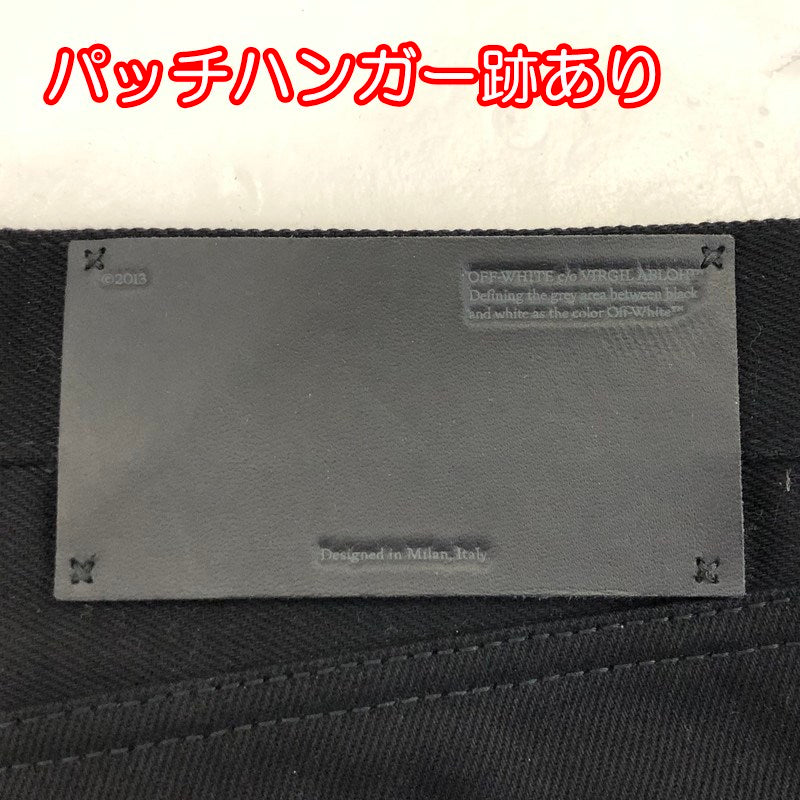 パッチハンガー跡あり
©2013
OFF-WHITE c/o VIRGIL ABLOH™
Defining the grey area between black
and white as the color Off-White™
Designed in Milan, Italy